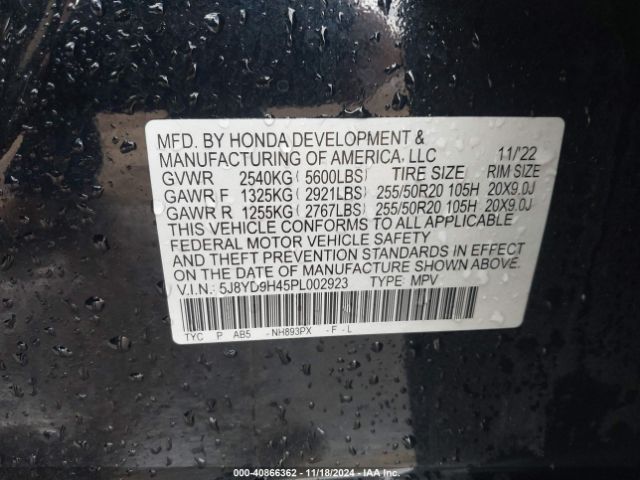 MFD. BY HONDA DEVELOPMENT &
MANUFACTURING OF AMERICA, LLC 11/'22
GVWR 2540KG (5600LBS) TIRE SIZE RIM SIZE
GAWR F 1325KG (2921LBS) 255/50R20 105H 20X9.0J
GAWR R 1255KG (2767LBS) 255/50R20 105H 20X9.0J
THIS VEHICLE CONFORMS TO ALL APPLICABLE
FEDERAL MOTOR VEHICLE SAFETY
AND THEFT PREVENTION STANDARDS IN EFFECT
ON THE DATE OF MANUFACTURE SHOWN ABOVE.
V.I.N.: 5J8YD9H45PL002923 TYPE: MPV
TYC P AB5 -NH893PX -F-L
000-40866362 - 11/18/2024 - IAA Inc.